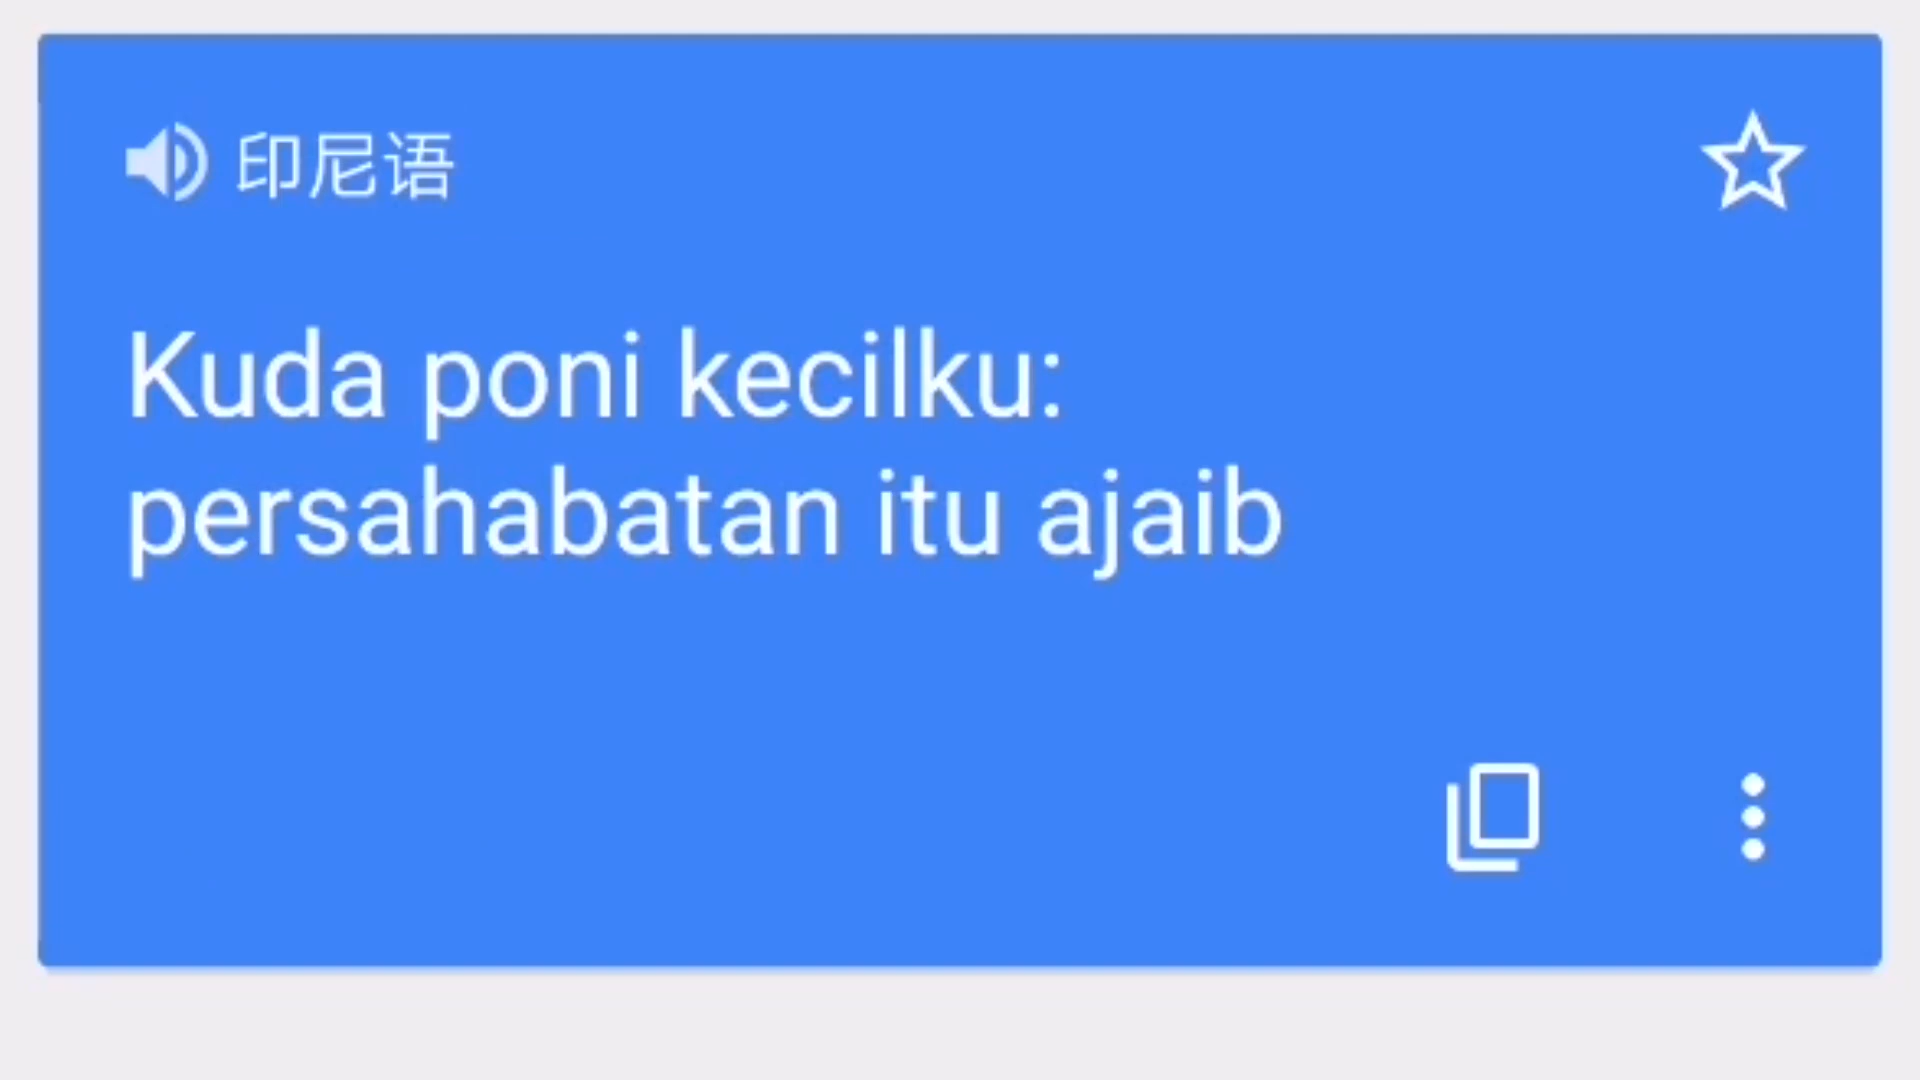 印尼语
Kuda poni kecilku:
persahabatan itu ajaib